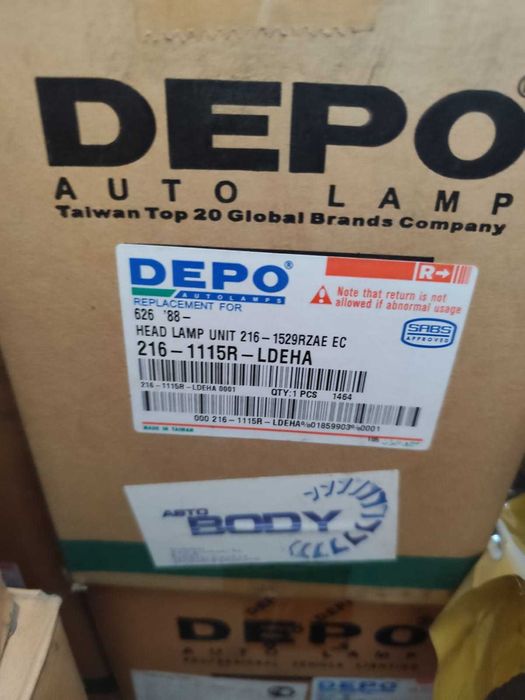 DEPO
AUTO LAMP
Taiwan Top 20 Global Brands Company
DEPO®
AUTOLAMPS
R→
Note that return is not
allowed if abnormal usage
REPLACEMENT FOR
626 '88-
HEAD LAMP UNIT 216-1529RZAE EC
SABS
APPROVED
216-1115R-LDEHA
216-1115R-LDEHA 0001
QTY:1 PCS 1464
000 216-1115R-LDEHA%01859903%0001
MADE IN TAIWAN
АВТО
BODY
DEPO
AUTO LAMP
DEPO